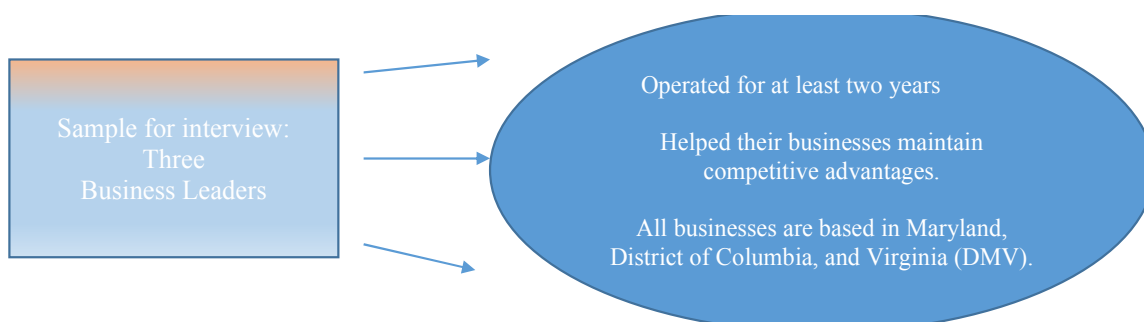 Sample for interview:
Three
Business Leaders
Operated for at least two years
Helped their businesses maintain
competitive advantages.
All businesses are based in Maryland,
District of Columbia, and Virginia (DMV).